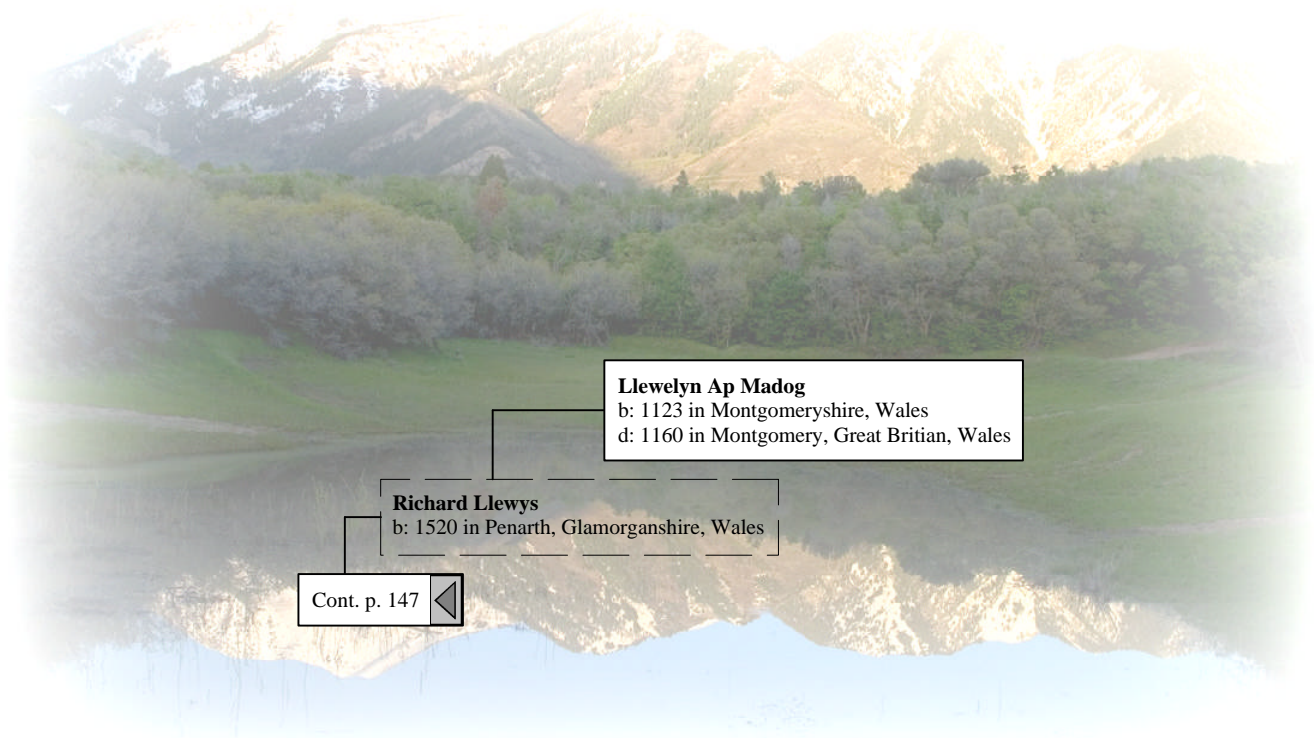 Llewelyn Ap Madog
b: 1123 in Montgomeryshire, Wales
d: 1160 in Montgomery, Great Britian, Wales
Richard Llewys
b: 1520 in Penarth, Glamorganshire, Wales
Cont. p. 147